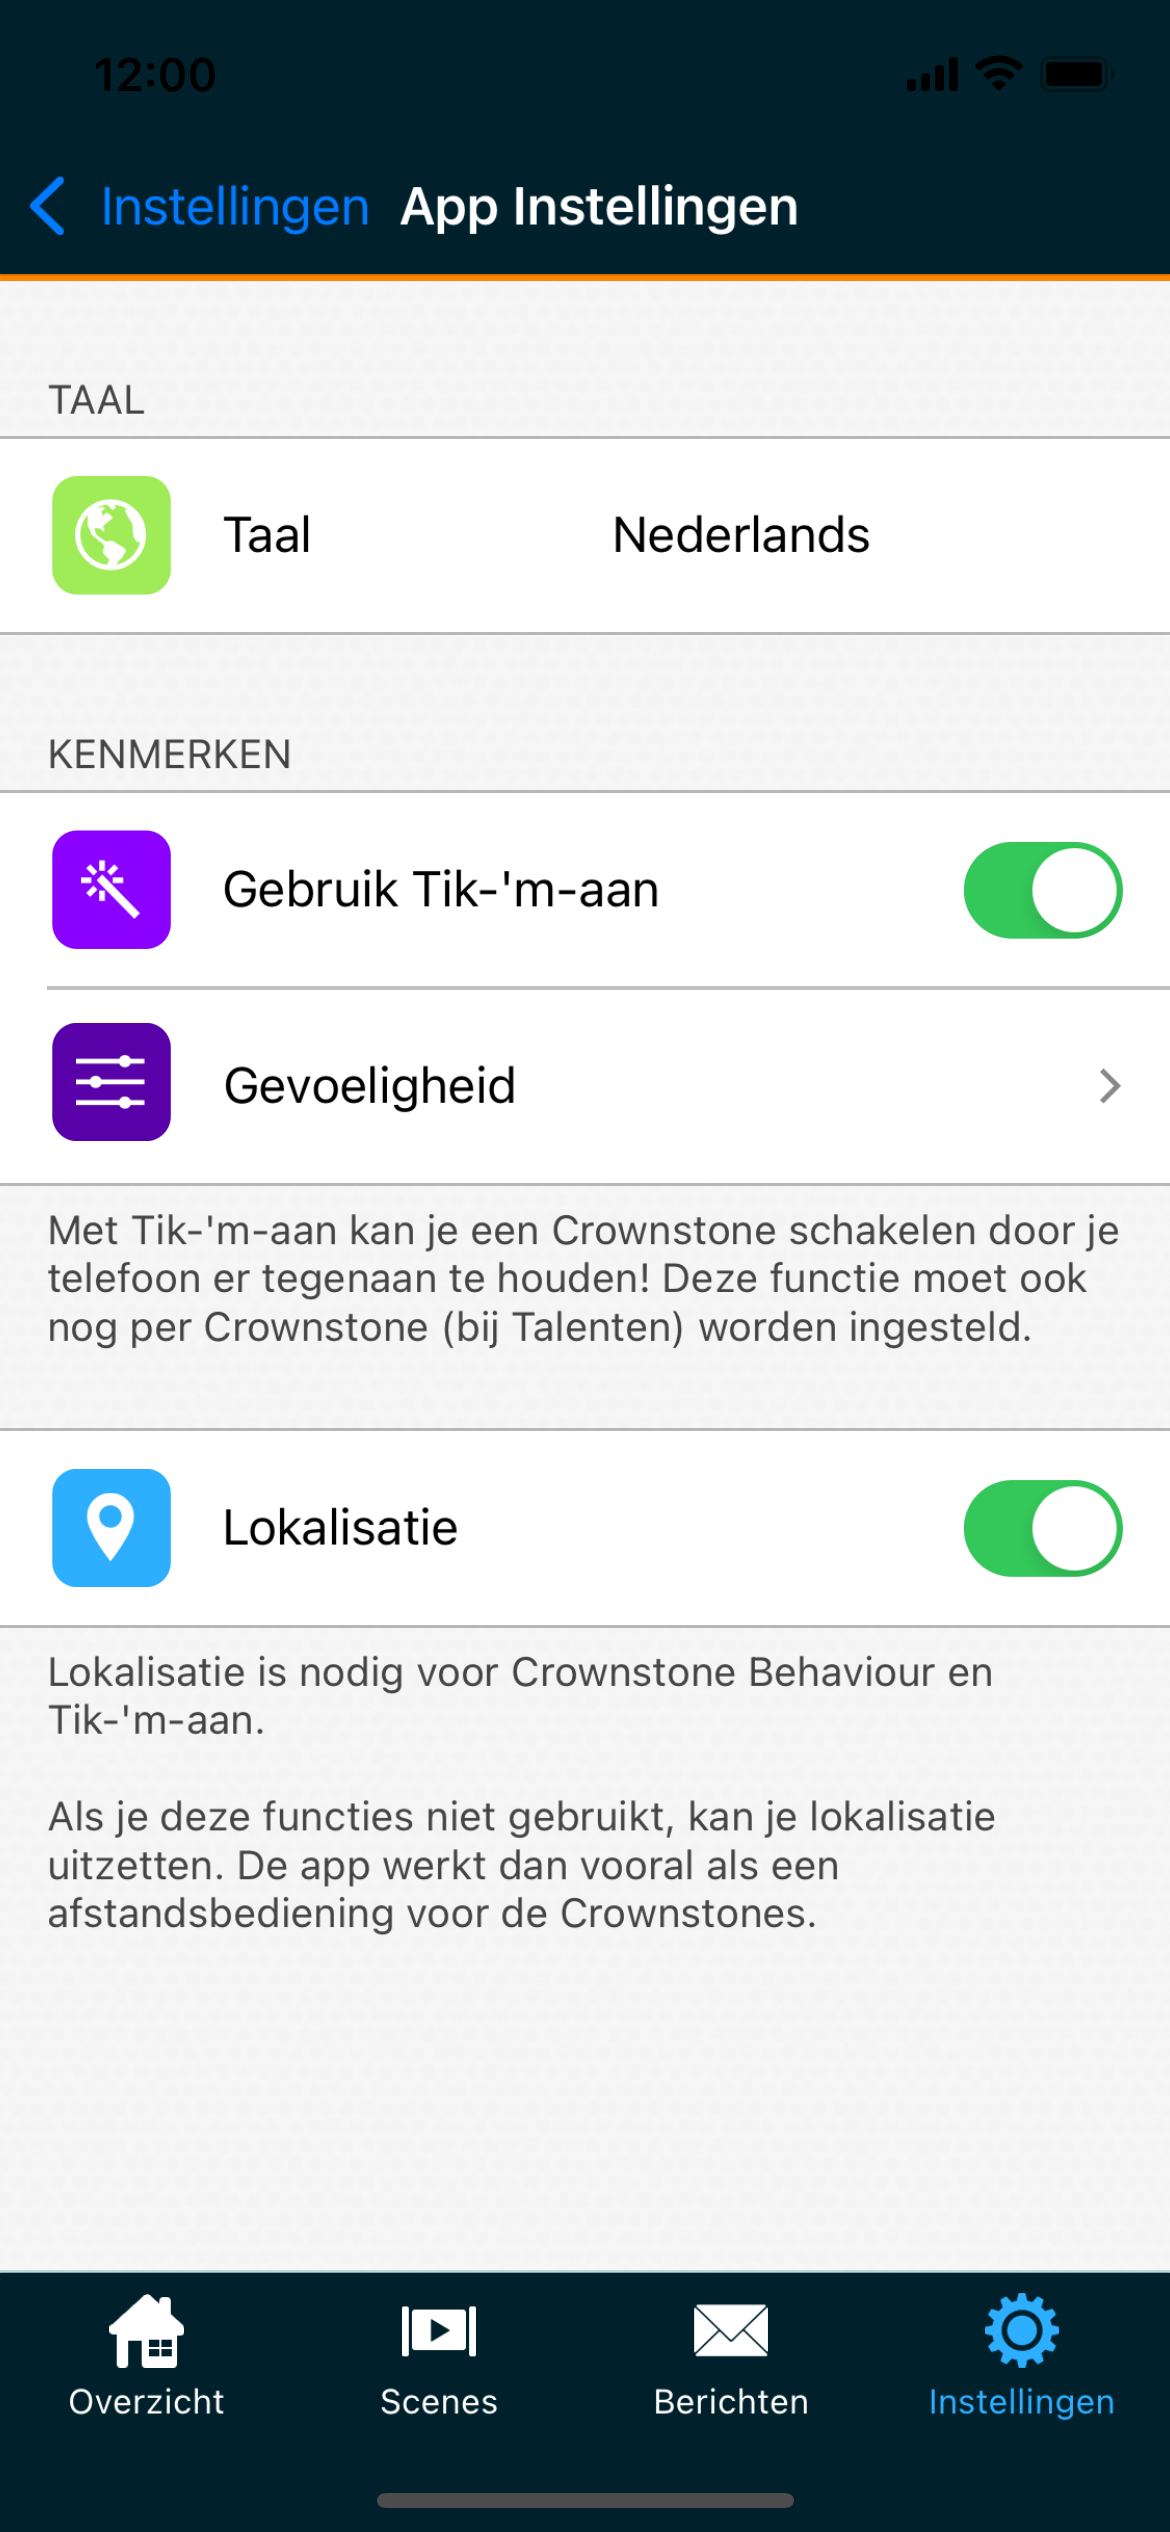 12:00
Instellingen App Instellingen
TAAL
Taal Nederlands
KENMERKEN
Gebruik Tik-'m-aan
Gevoeligheid
Met Tik-'m-aan kan je een Crownstone schakelen door je
telefoon er tegenaan te houden! Deze functie moet ook
nog per Crownstone (bij Talenten) worden ingesteld.
Lokalisatie
Lokalisatie is nodig voor Crownstone Behaviour en
Tik-'m-aan.
Als je deze functies niet gebruikt, kan je lokalisatie
uitzetten. De app werkt dan vooral als een
afstandsbediening voor de Crownstones.
Overzicht Scenes Berichten Instellingen